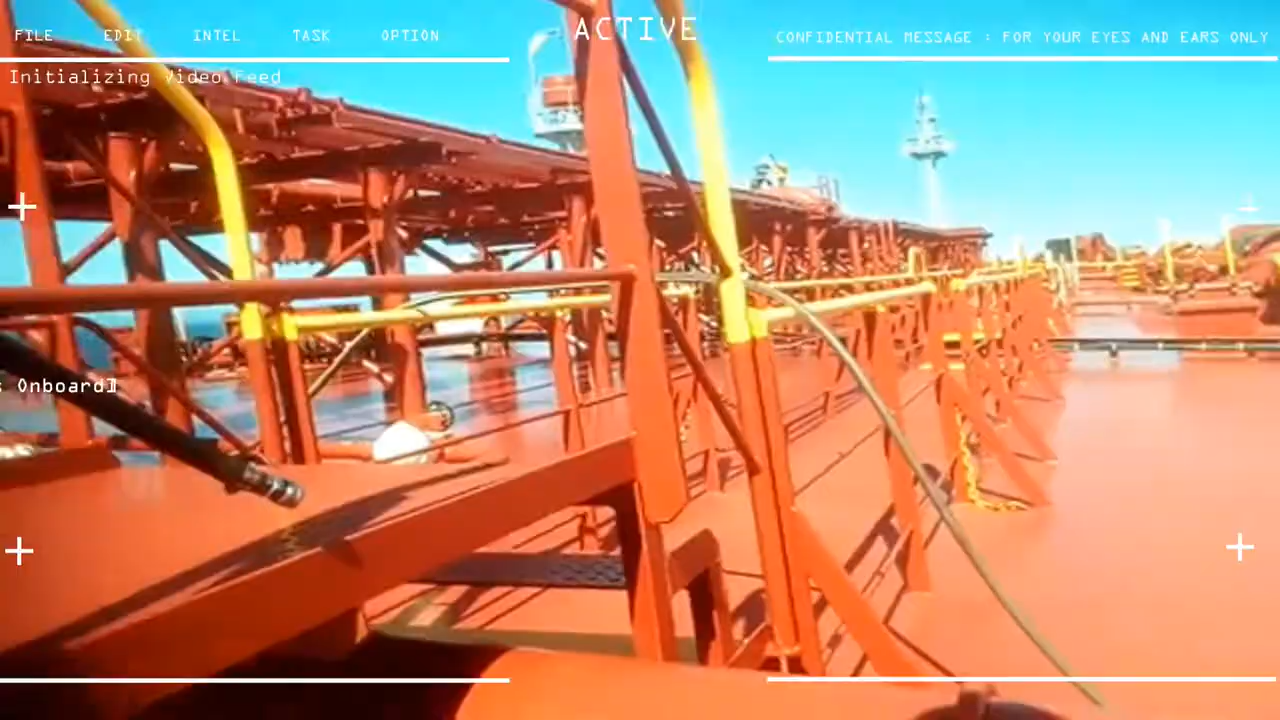 ACTIVE
FILE EDIT INTEL TASK OPTION
CONFIDENTIAL MESSAGE : FOR YOUR EYES AND EARS ONLY
Initializing Video Feed
Onboard]